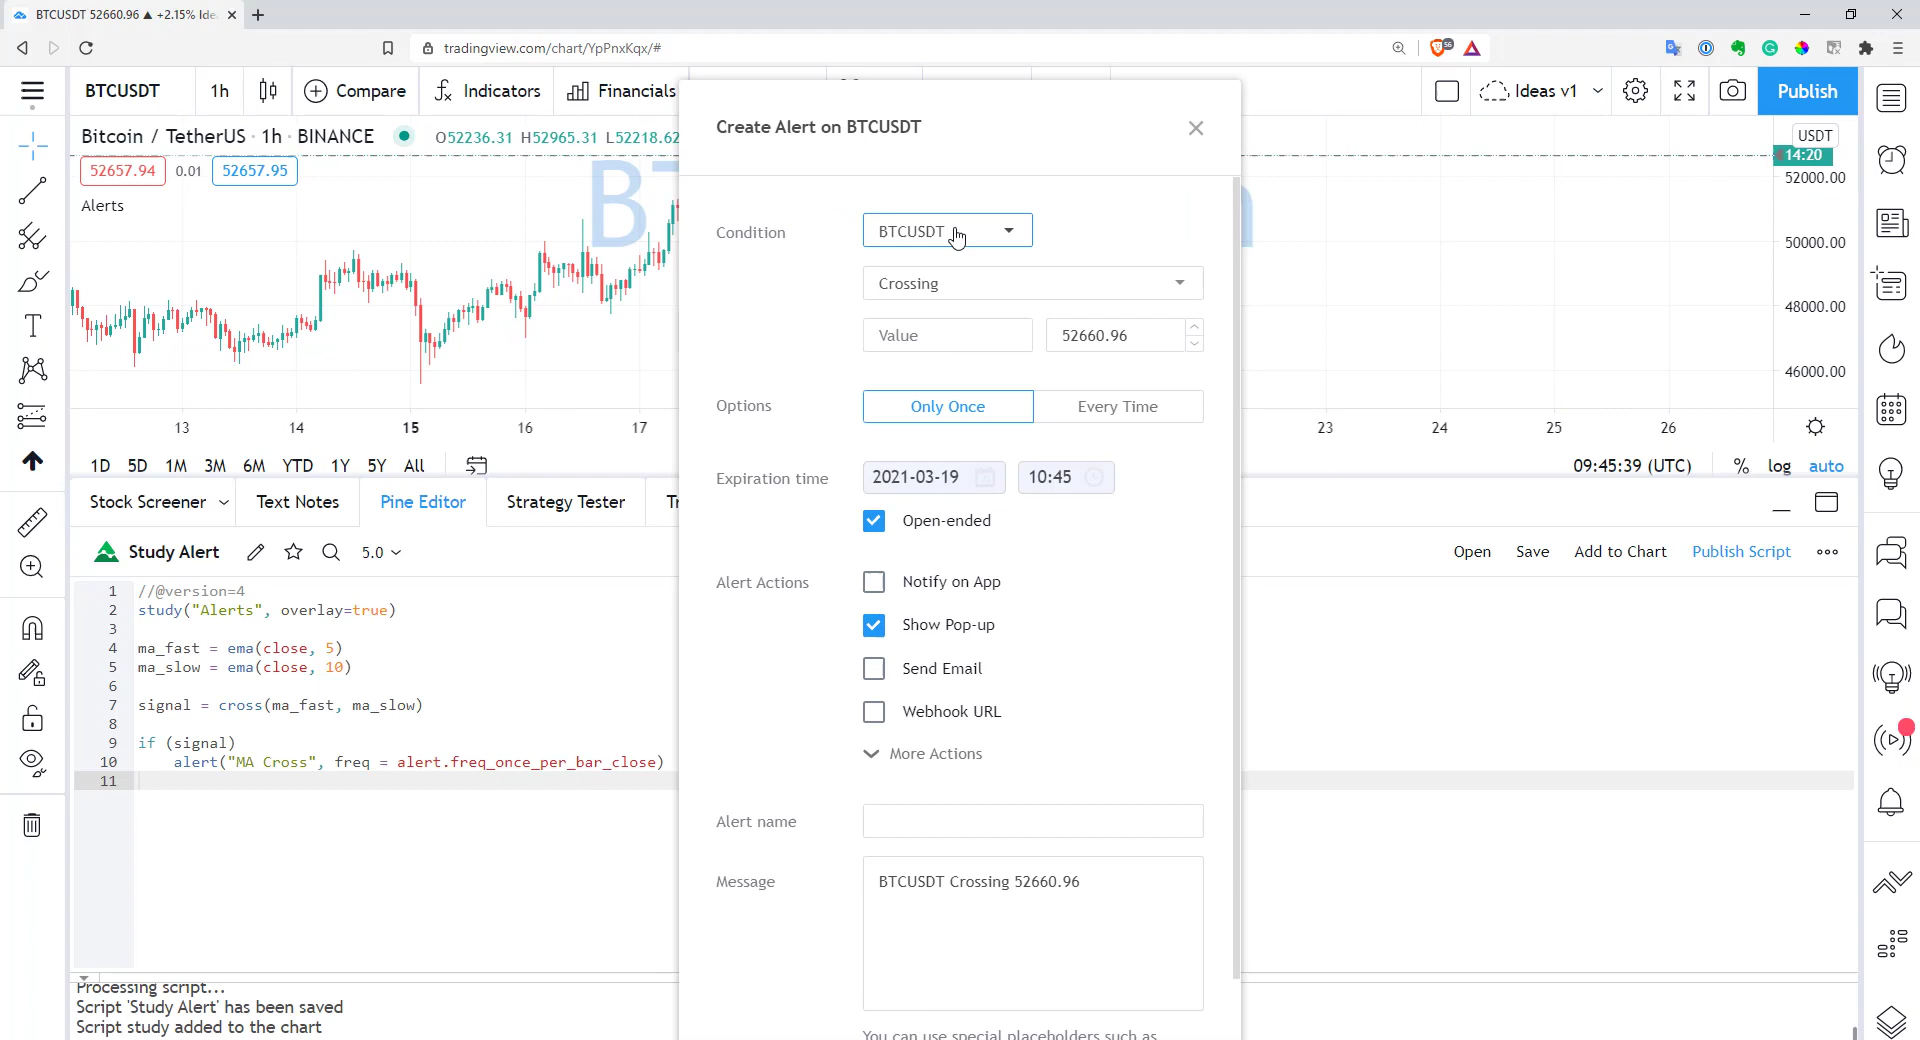 BTCUSDT 52660.96 ▲ +2.15% Ide
tradingview.com/chart/YpPnxKqx/#
56
BTCUSDT
1h
Compare
Indicators
Financials
Ideas v1
Publish
Bitcoin / TetherUS · 1h · BINANCE
O52236.31 H52965.31 L52218.62
USDT
14:20
52657.94
0.01
52657.95
Alerts
52000.00
50000.00
48000.00
46000.00
13
14
15
16
17
23
24
25
26
1D
5D
1M
3M
6M
YTD
1Y
5Y
All
09:45:39 (UTC)
%
log
auto
Stock Screener
Text Notes
Pine Editor
Strategy Tester
Study Alert
5.0
Open
Save
Add to Chart
Publish Script
1 //@version=4
2 study("Alerts", overlay=true)
3
4 ma_fast = ema(close, 5)
5 ma_slow = ema(close, 10)
6
7 signal = cross(ma_fast, ma_slow)
8
9 if (signal)
10 alert("MA Cross", freq = alert.freq_once_per_bar_close)
11
Processing script...
Script 'Study Alert' has been saved
Script study added to the chart
Create Alert on BTCUSDT
Condition
BTCUSDT
Crossing
Value
52660.96
Options
Only Once
Every Time
Expiration time
2021-03-19
10:45
Open-ended
Alert Actions
Notify on App
Show Pop-up
Send Email
Webhook URL
More Actions
Alert name
Message
BTCUSDT Crossing 52660.96
You can use special placeholders such as